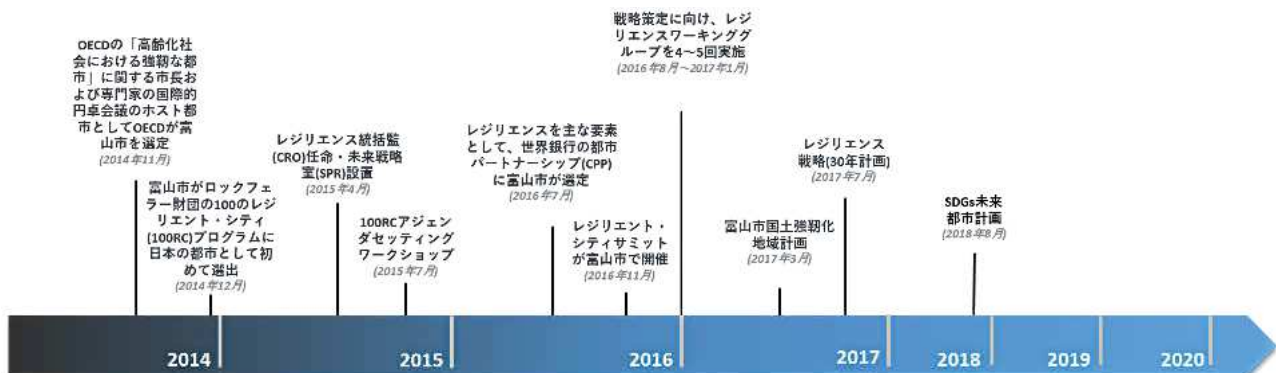 OECDの「高齢化社
会における強靭な都
市」に関する市長お
よび専門家の国際的
円卓会議のホスト都
市としてOECDが富
山市を選定
(2014年11月)
富山市がロックフェ
ラー財団の100のレジ
リエント・シティ
(100RC)プログラムに
日本の都市として初
めて選出
(2014年12月)
レジリエンス統括監
(CRO)任命・未来戦略
室(SPR)設置
(2015年4月)
100RCアジェン
ダセッティング
ワークショップ
(2015年7月)
レジリエンスを主な要素
として、世界銀行の都市
パートナーシップ(CPP)
に富山市が選定
(2016年7月)
レジリエント・
シティサミット
が富山市で開催
(2016年11月)
戦略策定に向け、レジ
リエンスワーキンググ
ループを4～5回実施
(2016年8月～2017年1月)
富山市国土強靭化
地域計画
(2017年3月)
レジリエンス
戦略(30年計画)
(2017年7月)
SDGs未来
都市計画
(2018年8月)
2014
2015
2016
2017
2018
2019
2020